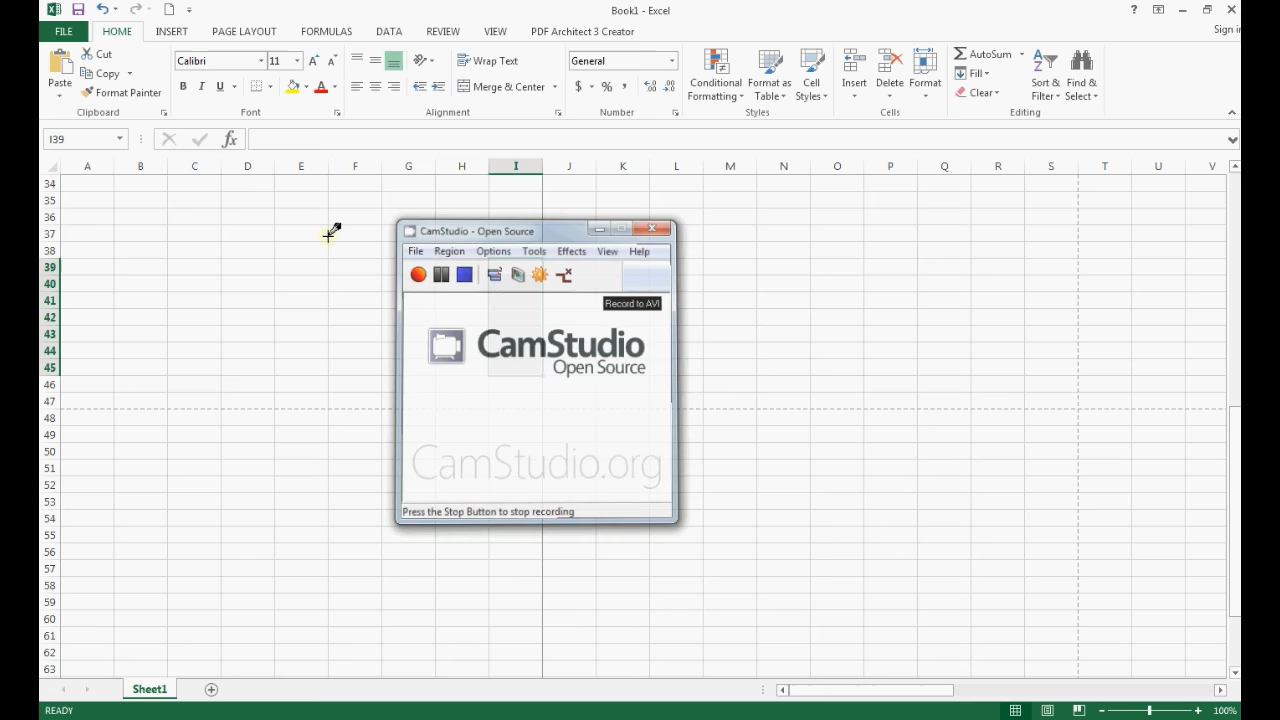 Book1 - Excel
?
FILE HOME INSERT PAGE LAYOUT FORMULAS DATA REVIEW VIEW PDF Architect 3 Creator
Sign in
Paste
Cut
Copy
Format Painter
Clipboard
Calibri 11 A A
B I U A
Font
Wrap Text
Merge & Center
Alignment
General
$ % ,
Number
Conditional Formatting
Format as Table
Cell Styles
Styles
Insert Delete Format
Cells
AutoSum
Fill
Clear
Sort & Filter
Find & Select
Editing
I39
fx
A B C D E F G H I J K L M N O P Q R S T U V
34
35
36
37
38
39
40
41
42
43
44
45
46
47
48
49
50
51
52
53
54
55
56
57
58
59
60
61
62
63
CamStudio - Open Source
File Region Options Tools Effects View Help
Record to AVI
CamStudio
Open Source
CamStudio.org
Press the Stop Button to stop recording
Sheet1
READY
100%